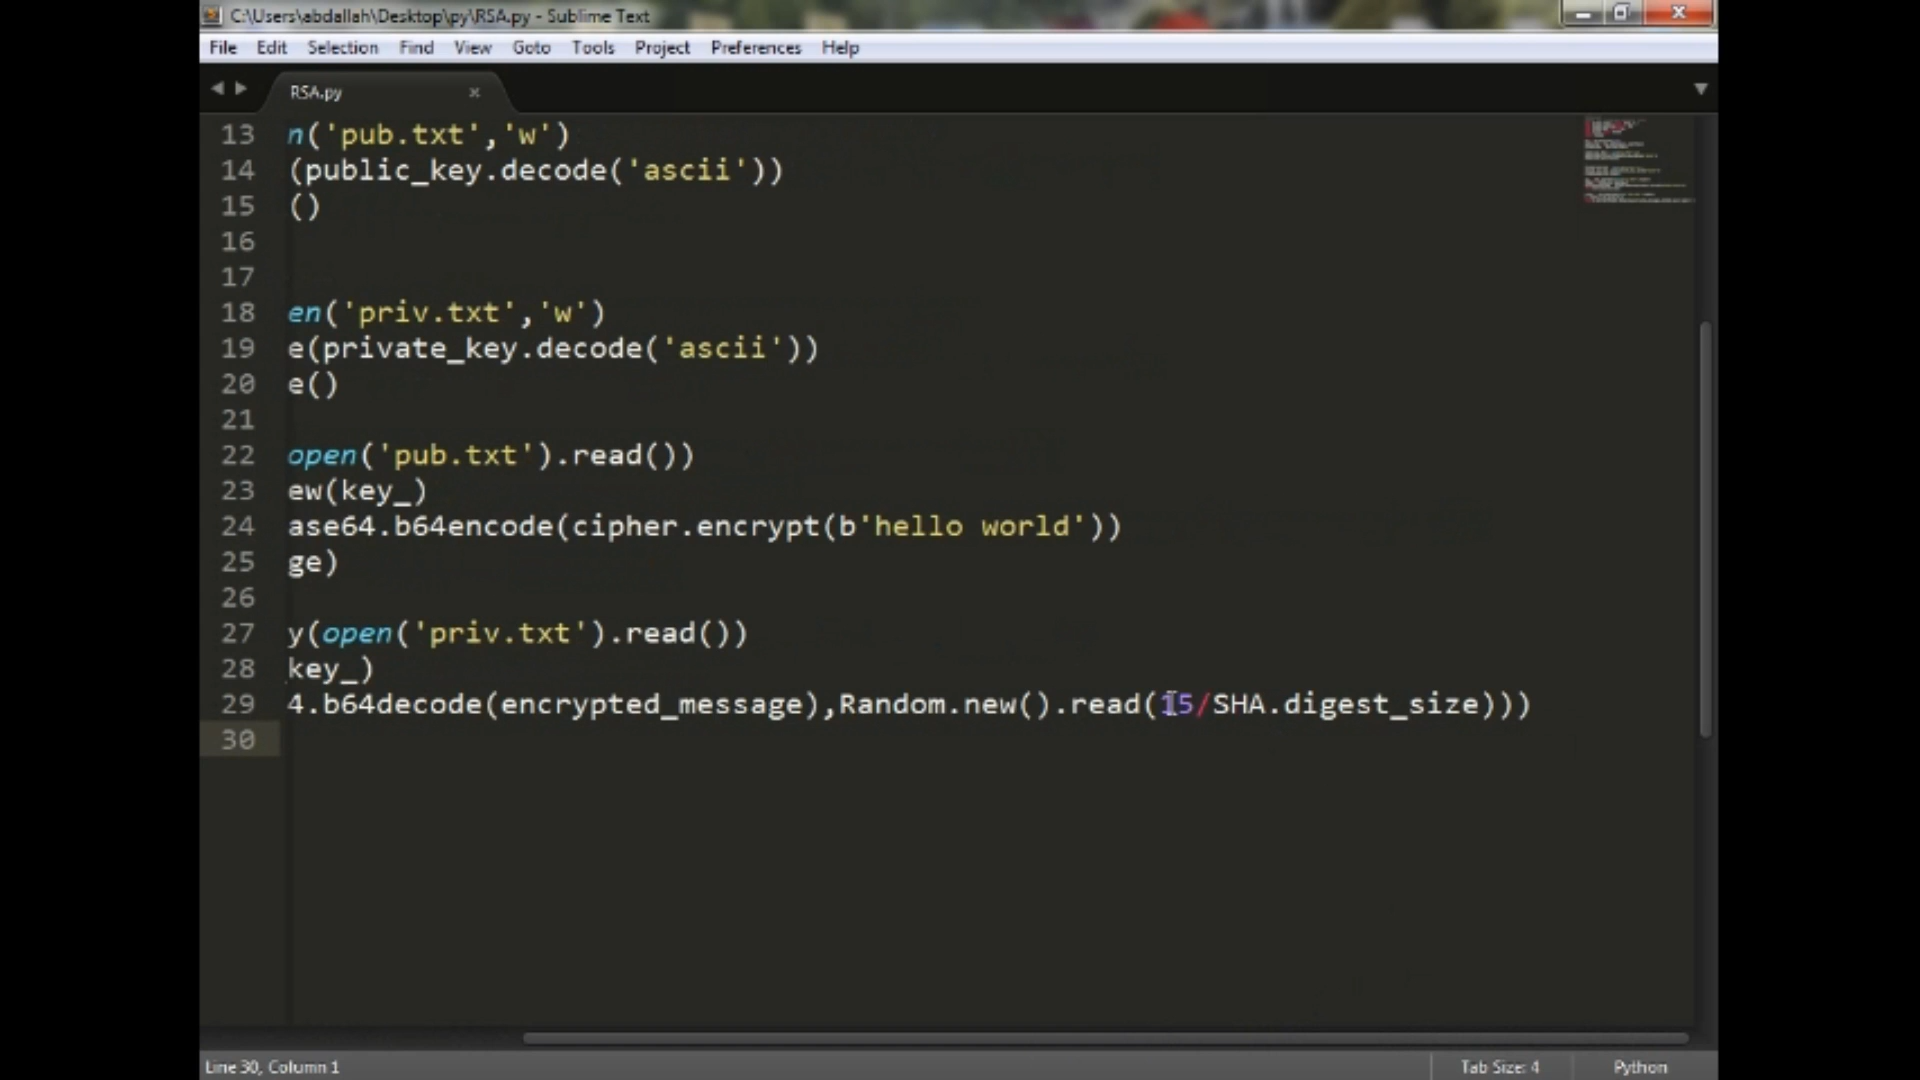 C:\Users\abdallah\Desktop\py\RSA.py - Sublime Text
File Edit Selection Find View Goto Tools Project Preferences Help
RSA.py
13 n('pub.txt','w')
14 (public_key.decode('ascii'))
15 ()
16
17
18 en('priv.txt','w')
19 e(private_key.decode('ascii'))
20 e()
21
22 open('pub.txt').read())
23 ew(key_)
24 ase64.b64encode(cipher.encrypt(b'hello world'))
25 ge)
26
27 y(open('priv.txt').read())
28 key_)
29 4.b64decode(encrypted_message),Random.new().read(15/SHA.digest_size)))
30
Line 30, Column 1
Tab Size: 4
Python